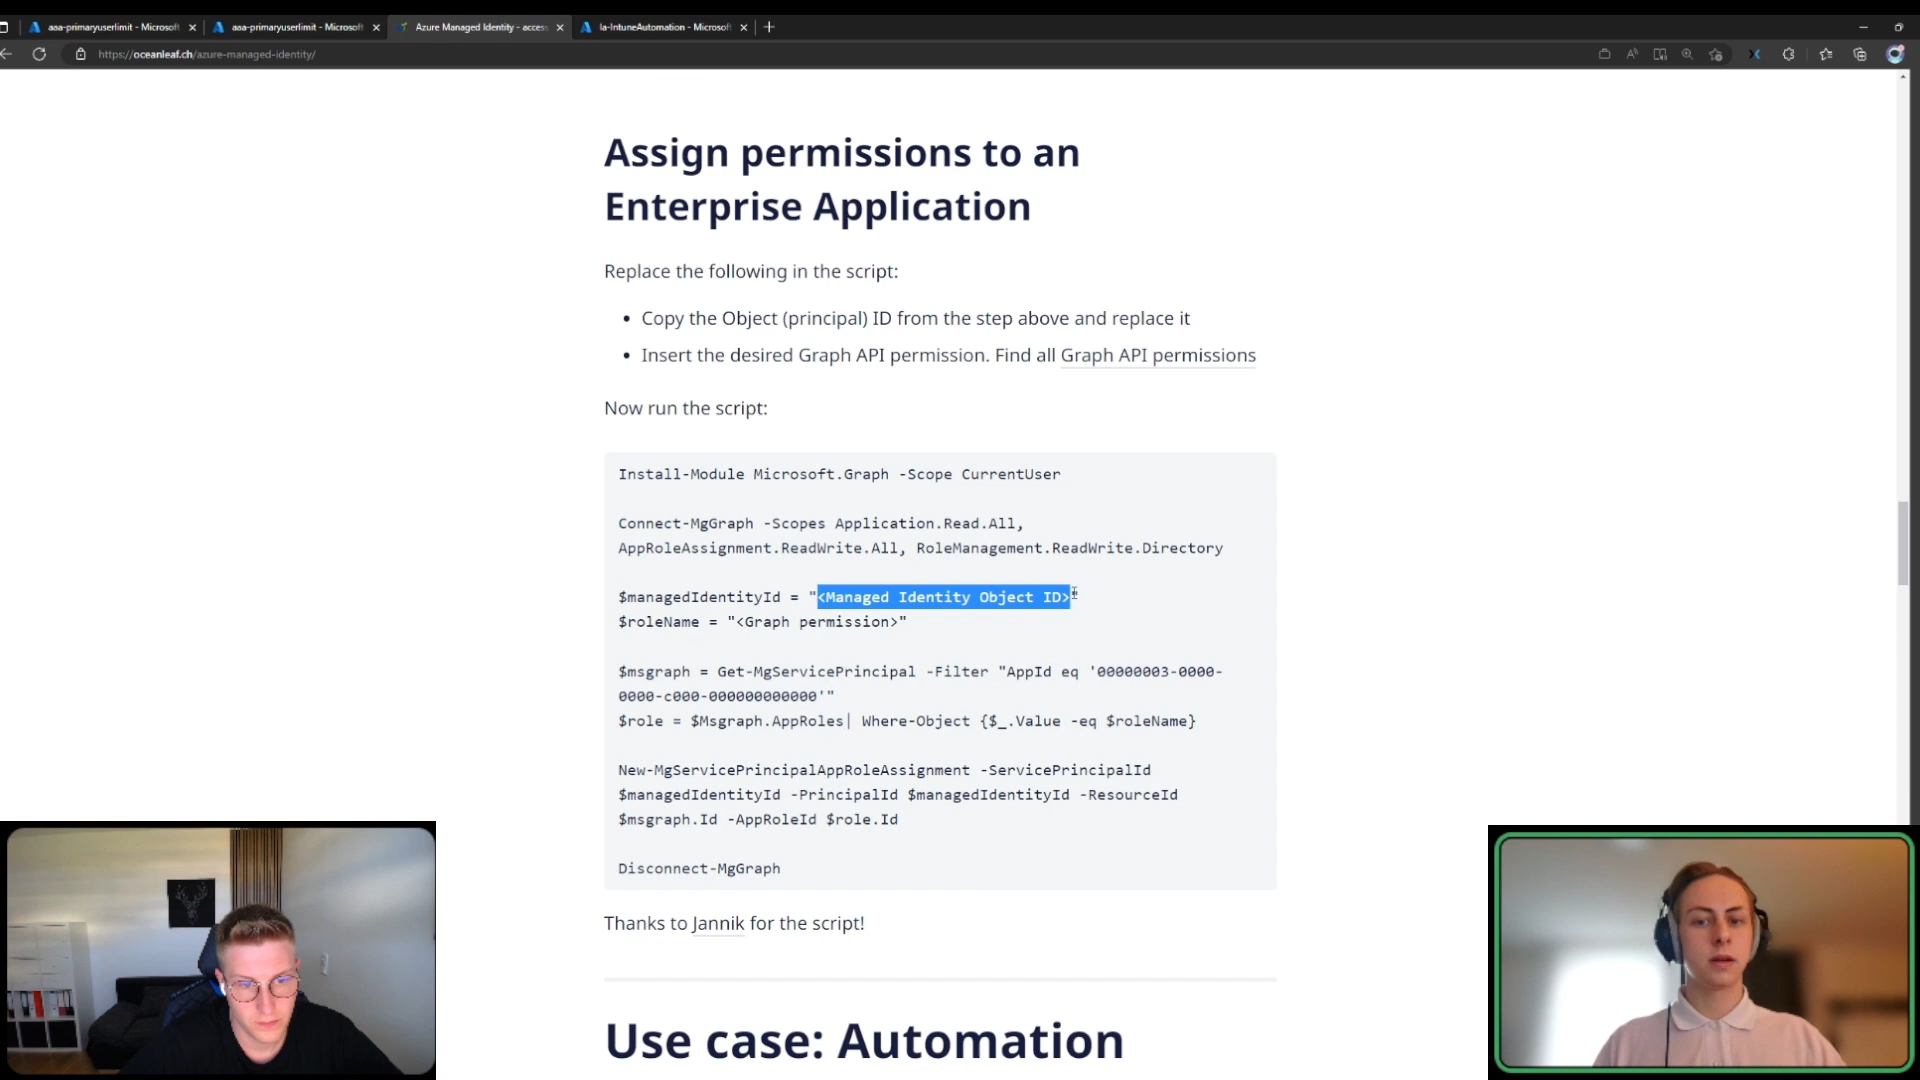 aaa-primaryuserlimit - Microsoft
aaa-primaryuserlimit - Microsoft
Azure Managed Identity - access
la-IntuneAutomation - Microsoft
https://oceanleaf.ch/azure-managed-identity/
Assign permissions to an
Enterprise Application
Replace the following in the script:
• Copy the Object (principal) ID from the step above and replace it
• Insert the desired Graph API permission. Find all Graph API permissions
Now run the script:
Install-Module Microsoft.Graph -Scope CurrentUser
Connect-MgGraph -Scopes Application.Read.All,
AppRoleAssignment.ReadWrite.All, RoleManagement.ReadWrite.Directory
$managedIdentityId = "<Managed Identity Object ID>"
$roleName = "<Graph permission>"
$msgraph = Get-MgServicePrincipal -Filter "AppId eq '00000003-0000-
0000-c000-000000000000'"
$role = $Msgraph.AppRoles| Where-Object {$_.Value -eq $roleName}
New-MgServicePrincipalAppRoleAssignment -ServicePrincipalId
$managedIdentityId -PrincipalId $managedIdentityId -ResourceId
$msgraph.Id -AppRoleId $role.Id
Disconnect-MgGraph
Thanks to Jannik for the script!
Use case: Automation